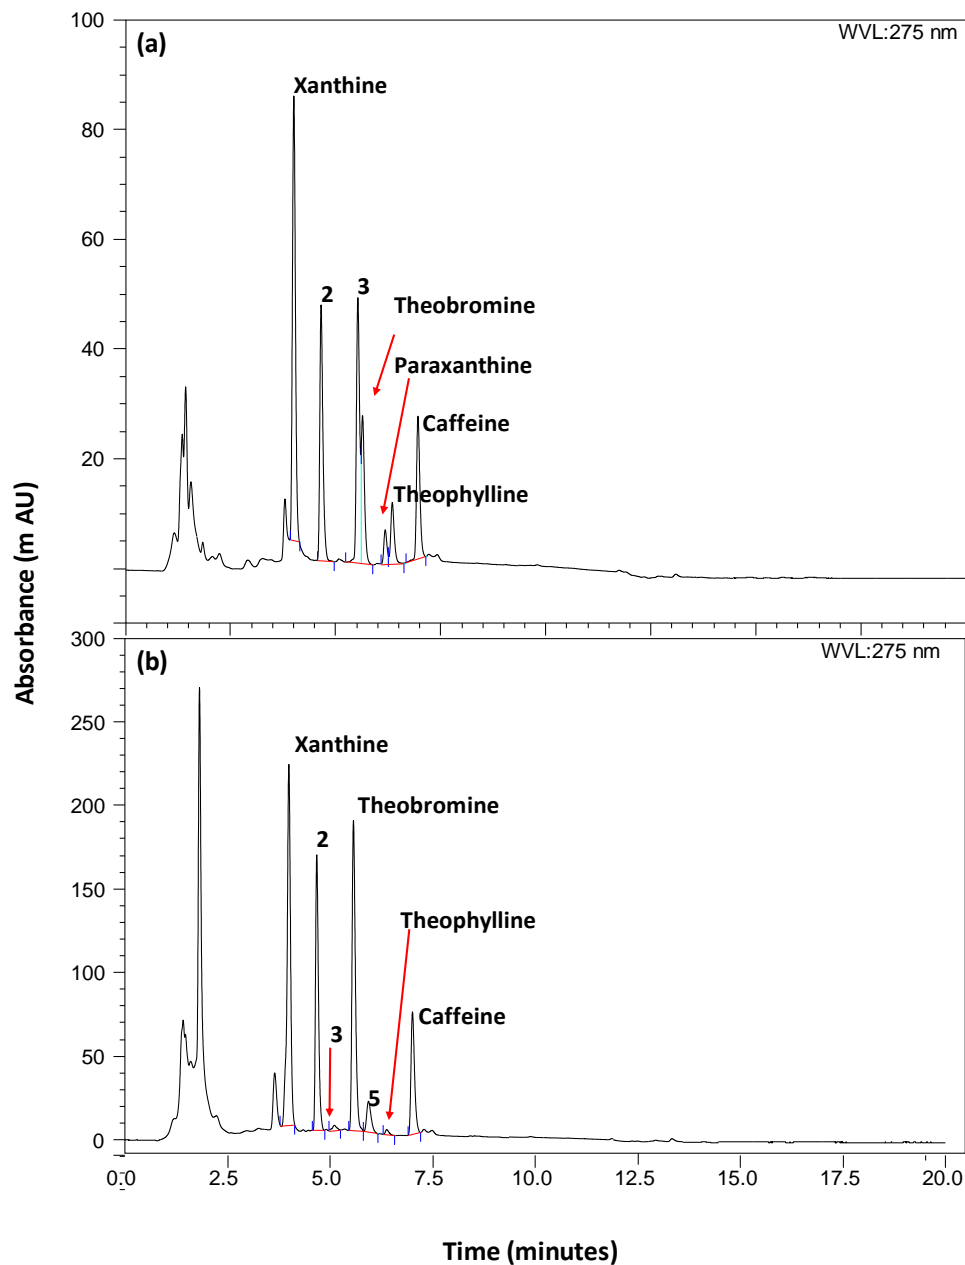 100
(a)
WVL:275 nm
Xanthine
80
60
2
3
Theobromine
40
Paraxanthine
Caffeine
20
Theophylline
Absorbance (m AU)
300
(b)
WVL:275 nm
250
Xanthine
200
Theobromine
2
150
Theophylline
100
3
Caffeine
50
5
0
0.0 2.5 5.0 7.5 10.0 12.5 15.0 17.5 20.0
Time (minutes)